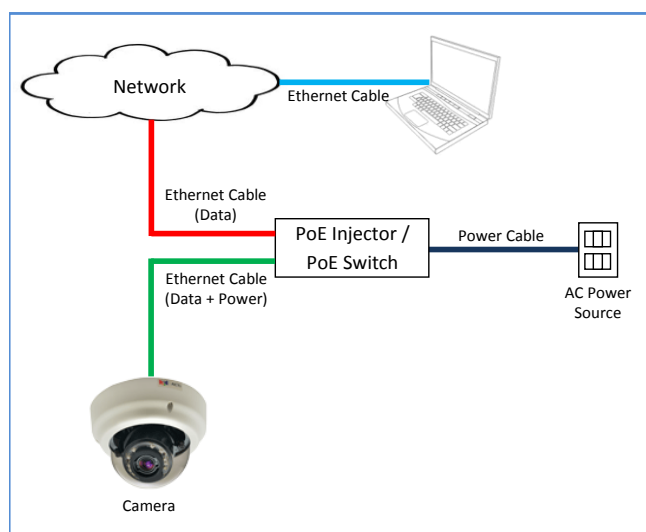 Network
Ethernet Cable
Ethernet Cable
(Data)
PoE Injector /
PoE Switch
Power Cable
Ethernet Cable
(Data + Power)
AC Power
Source
Camera